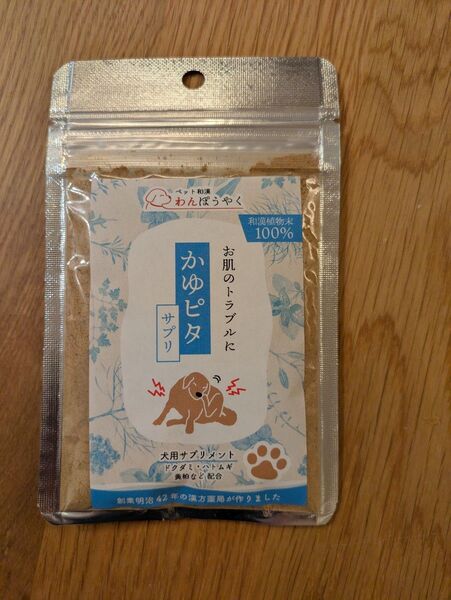 ペット和漢
わんぽうやく
和漢植物末
100%
お肌のトラブルに
かゆピタ
サプリ
犬用サプリメント
ドクダミ・ハトムギ
黄柏など配合
創業明治42年の漢方薬局が作りました